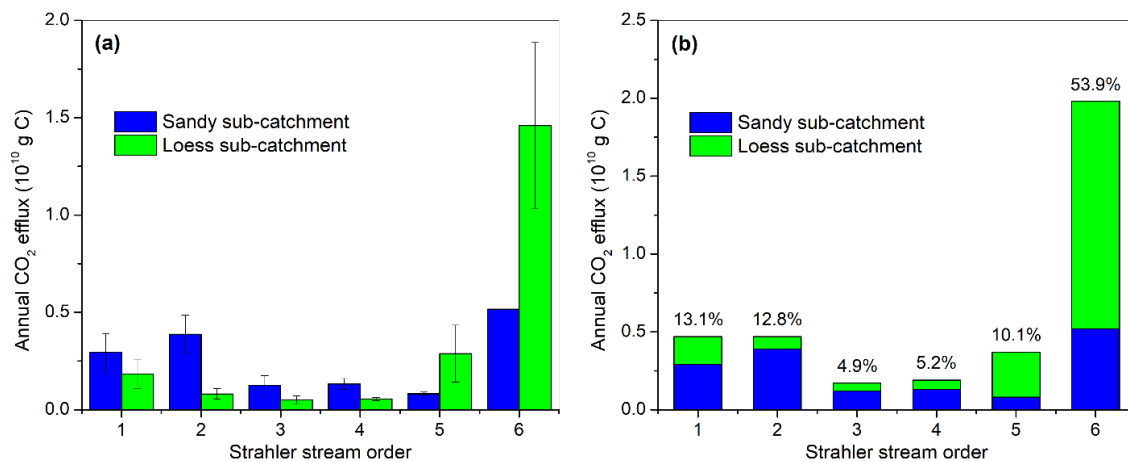 (a)
Sandy sub-catchment
Loess sub-catchment
Annual CO2 efflux (10^10 g C)
2.0
1.5
1.0
0.5
0.0
1 2 3 4 5 6
Strahler stream order
(b)
Sandy sub-catchment
Loess sub-catchment
Annual CO2 efflux (10^10 g C)
2.5
2.0
1.5
1.0
0.5
0.0
13.1%
12.8%
4.9%
5.2%
10.1%
53.9%
1 2 3 4 5 6
Strahler stream order